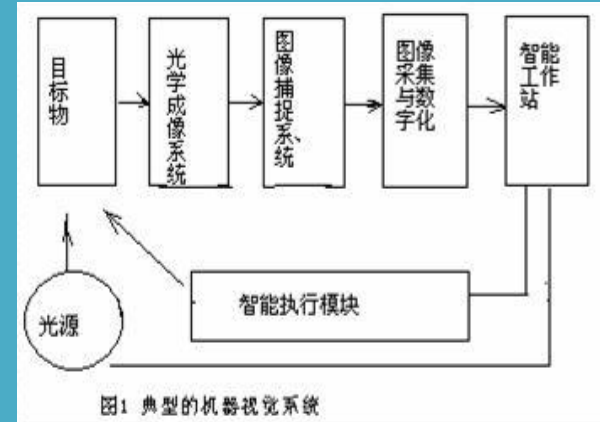 目标物
光学成像系统
图像捕捉系统
图像采集与数字化
智能工作站
智能执行模块
光源
图1 典型的机器视觉系统